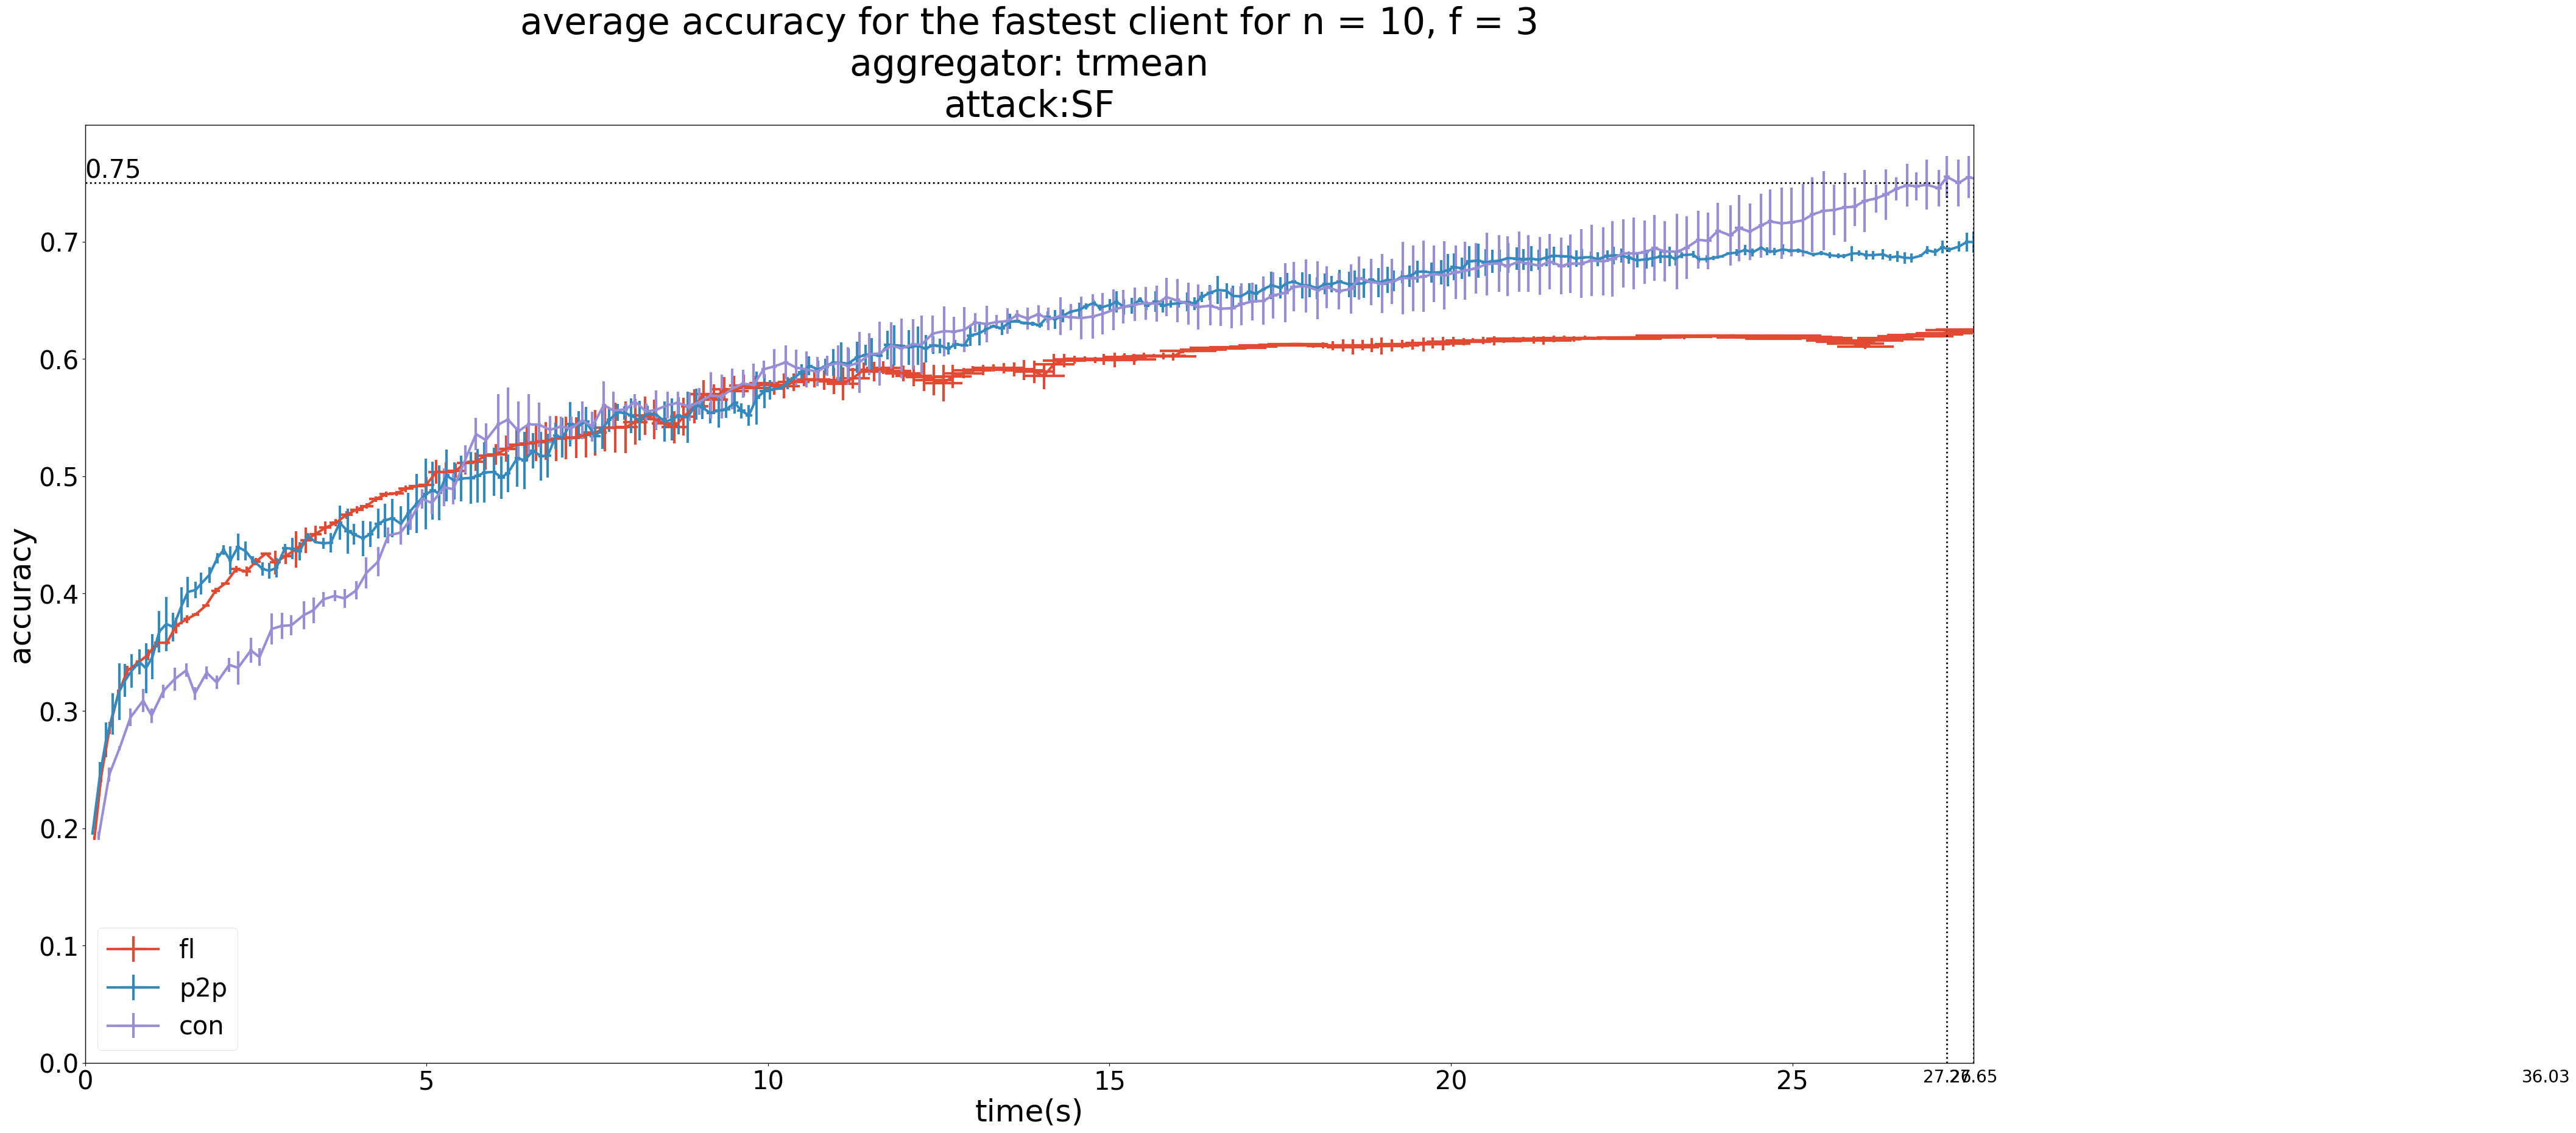 average accuracy for the fastest client for n = 10, f = 3
aggregator: trmean
attack:SF
0.75
0.7
0.6
0.5
0.4
0.3
0.2
0.1
0.0
accuracy
fl
p2p
con
0 5 10 15 20 25
27.65 36.03
time(s)